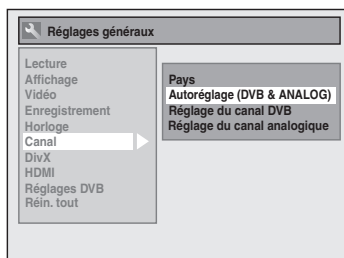 Réglages généraux
Lecture
Affichage
Vidéo
Enregistrement
Horloge
Canal
DivX
HDMI
Réglages DVB
Réin. tout
Pays
Autoréglage (DVB & ANALOG)
Réglage du canal DVB
Réglage du canal analogique